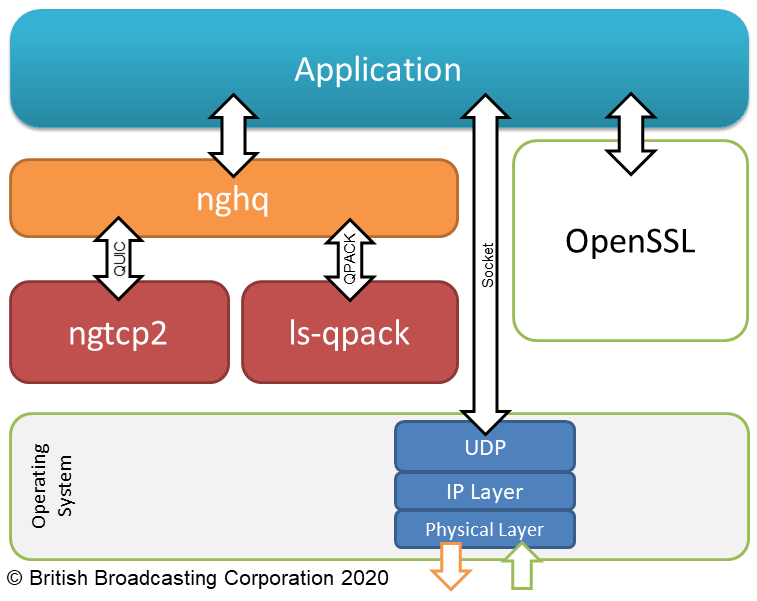 Application
nghq
OpenSSL
QUIC
QPACK
Socket
ngtcp2
ls-qpack
Operating
System
UDP
IP Layer
Physical Layer
© British Broadcasting Corporation 2020